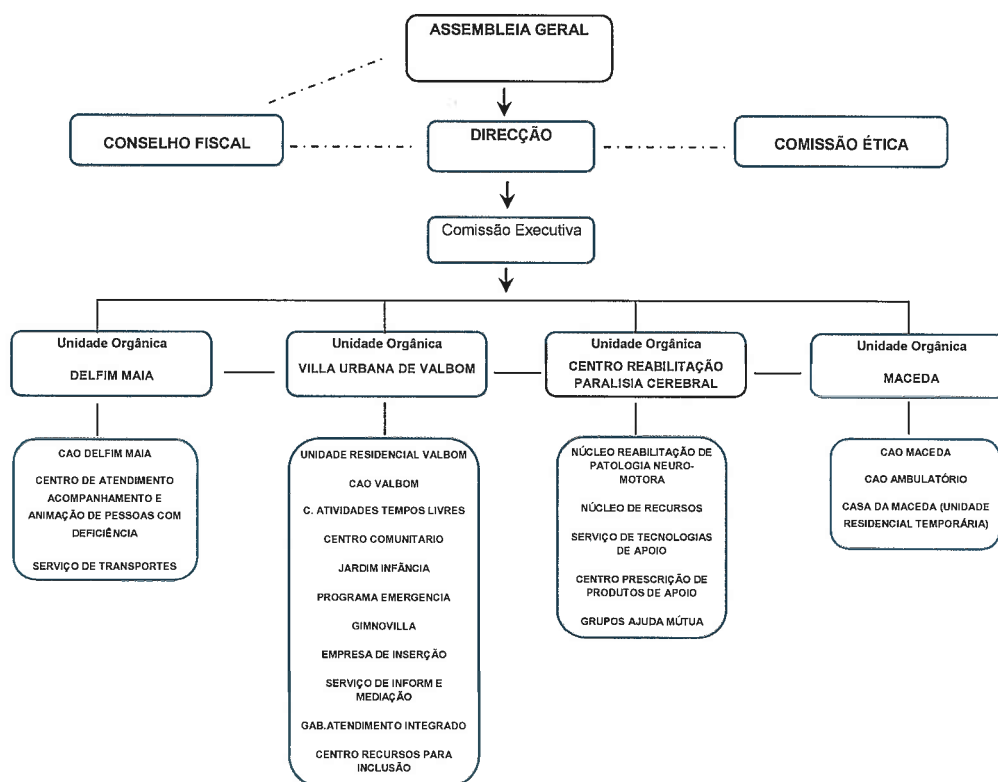 ASSEMBLEIA GERAL
CONSELHO FISCAL
DIRECÇÃO
COMISSÃO ÉTICA
Comissão Executiva
Unidade Orgânica
DELFIM MAIA
Unidade Orgânica
VILLA URBANA DE VALBOM
Unidade Orgânica
CENTRO REABILITAÇÃO
PARALISIA CEREBRAL
Unidade Orgânica
MACEDA
CAO DELFIM MAIA
CENTRO DE ATENDIMENTO
ACOMPANHAMENTO E
ANIMAÇÃO DE PESSOAS COM
DEFICIÊNCIA
SERVIÇO DE TRANSPORTES
UNIDADE RESIDENCIAL VALBOM
CAO VALBOM
C. ATIVIDADES TEMPOS LIVRES
CENTRO COMUNITARIO
JARDIM INFÂNCIA
PROGRAMA EMERGENCIA
GIMNOVILLA
EMPRESA DE INSERÇÃO
SERVIÇO DE INFORM E
MEDIAÇÃO
GAB.ATENDIMENTO INTEGRADO
CENTRO RECURSOS PARA
INCLUSÃO
NÚCLEO REABILITAÇÃO DE
PATOLOGIA NEURO-
MOTORA
NÚCLEO DE RECURSOS
SERVIÇO DE TECNOLOGIAS
DE APOIO
CENTRO PRESCRIÇÃO DE
PRODUTOS DE APOIO
GRUPOS AJUDA MÚTUA
CAO MACEDA
CAO AMBULATÓRIO
CASA DA MACEDA (UNIDADE
RESIDENCIAL TEMPORÁRIA)